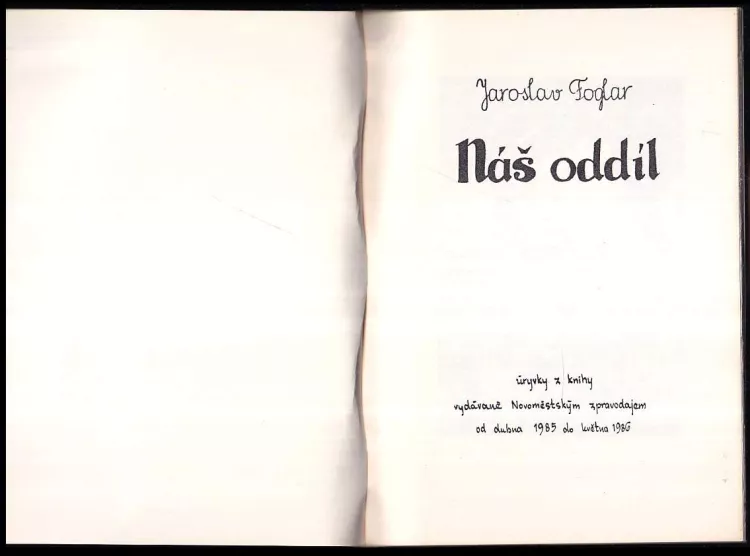 Jaroslav Foglar
Náš oddíl
úryvky z knihy
vydávané Novoměstským zpravodajem
od dubna 1985 do května 1986